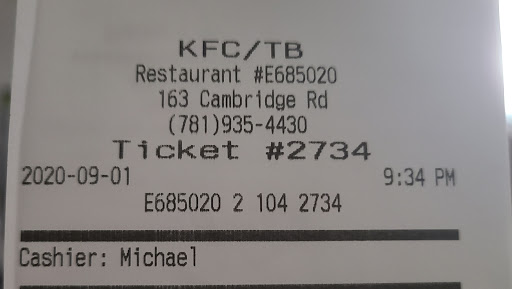 KFC/TB
Restaurant #E685020
163 Cambridge Rd
(781)935-4430
Ticket #2734
2020-09-01 9:34 PM
E685020 2 104 2734
Cashier: Michael